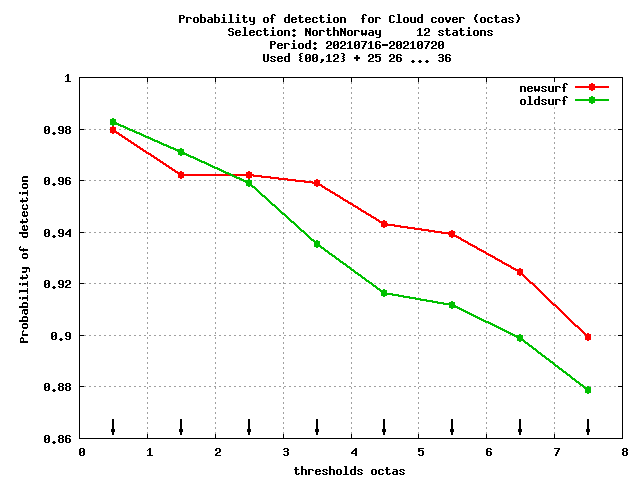 Probability of detection  for Cloud cover (octas)
Selection: NorthNorway     12 stations
Period: 20210716-20210720
Used {00,12} + 25 26 ... 36
newsurf
oldsurf
1
0.98
0.96
0.94
0.92
0.9
0.88
0.86
Probability of detection
0 1 2 3 4 5 6 7 8
thresholds octas